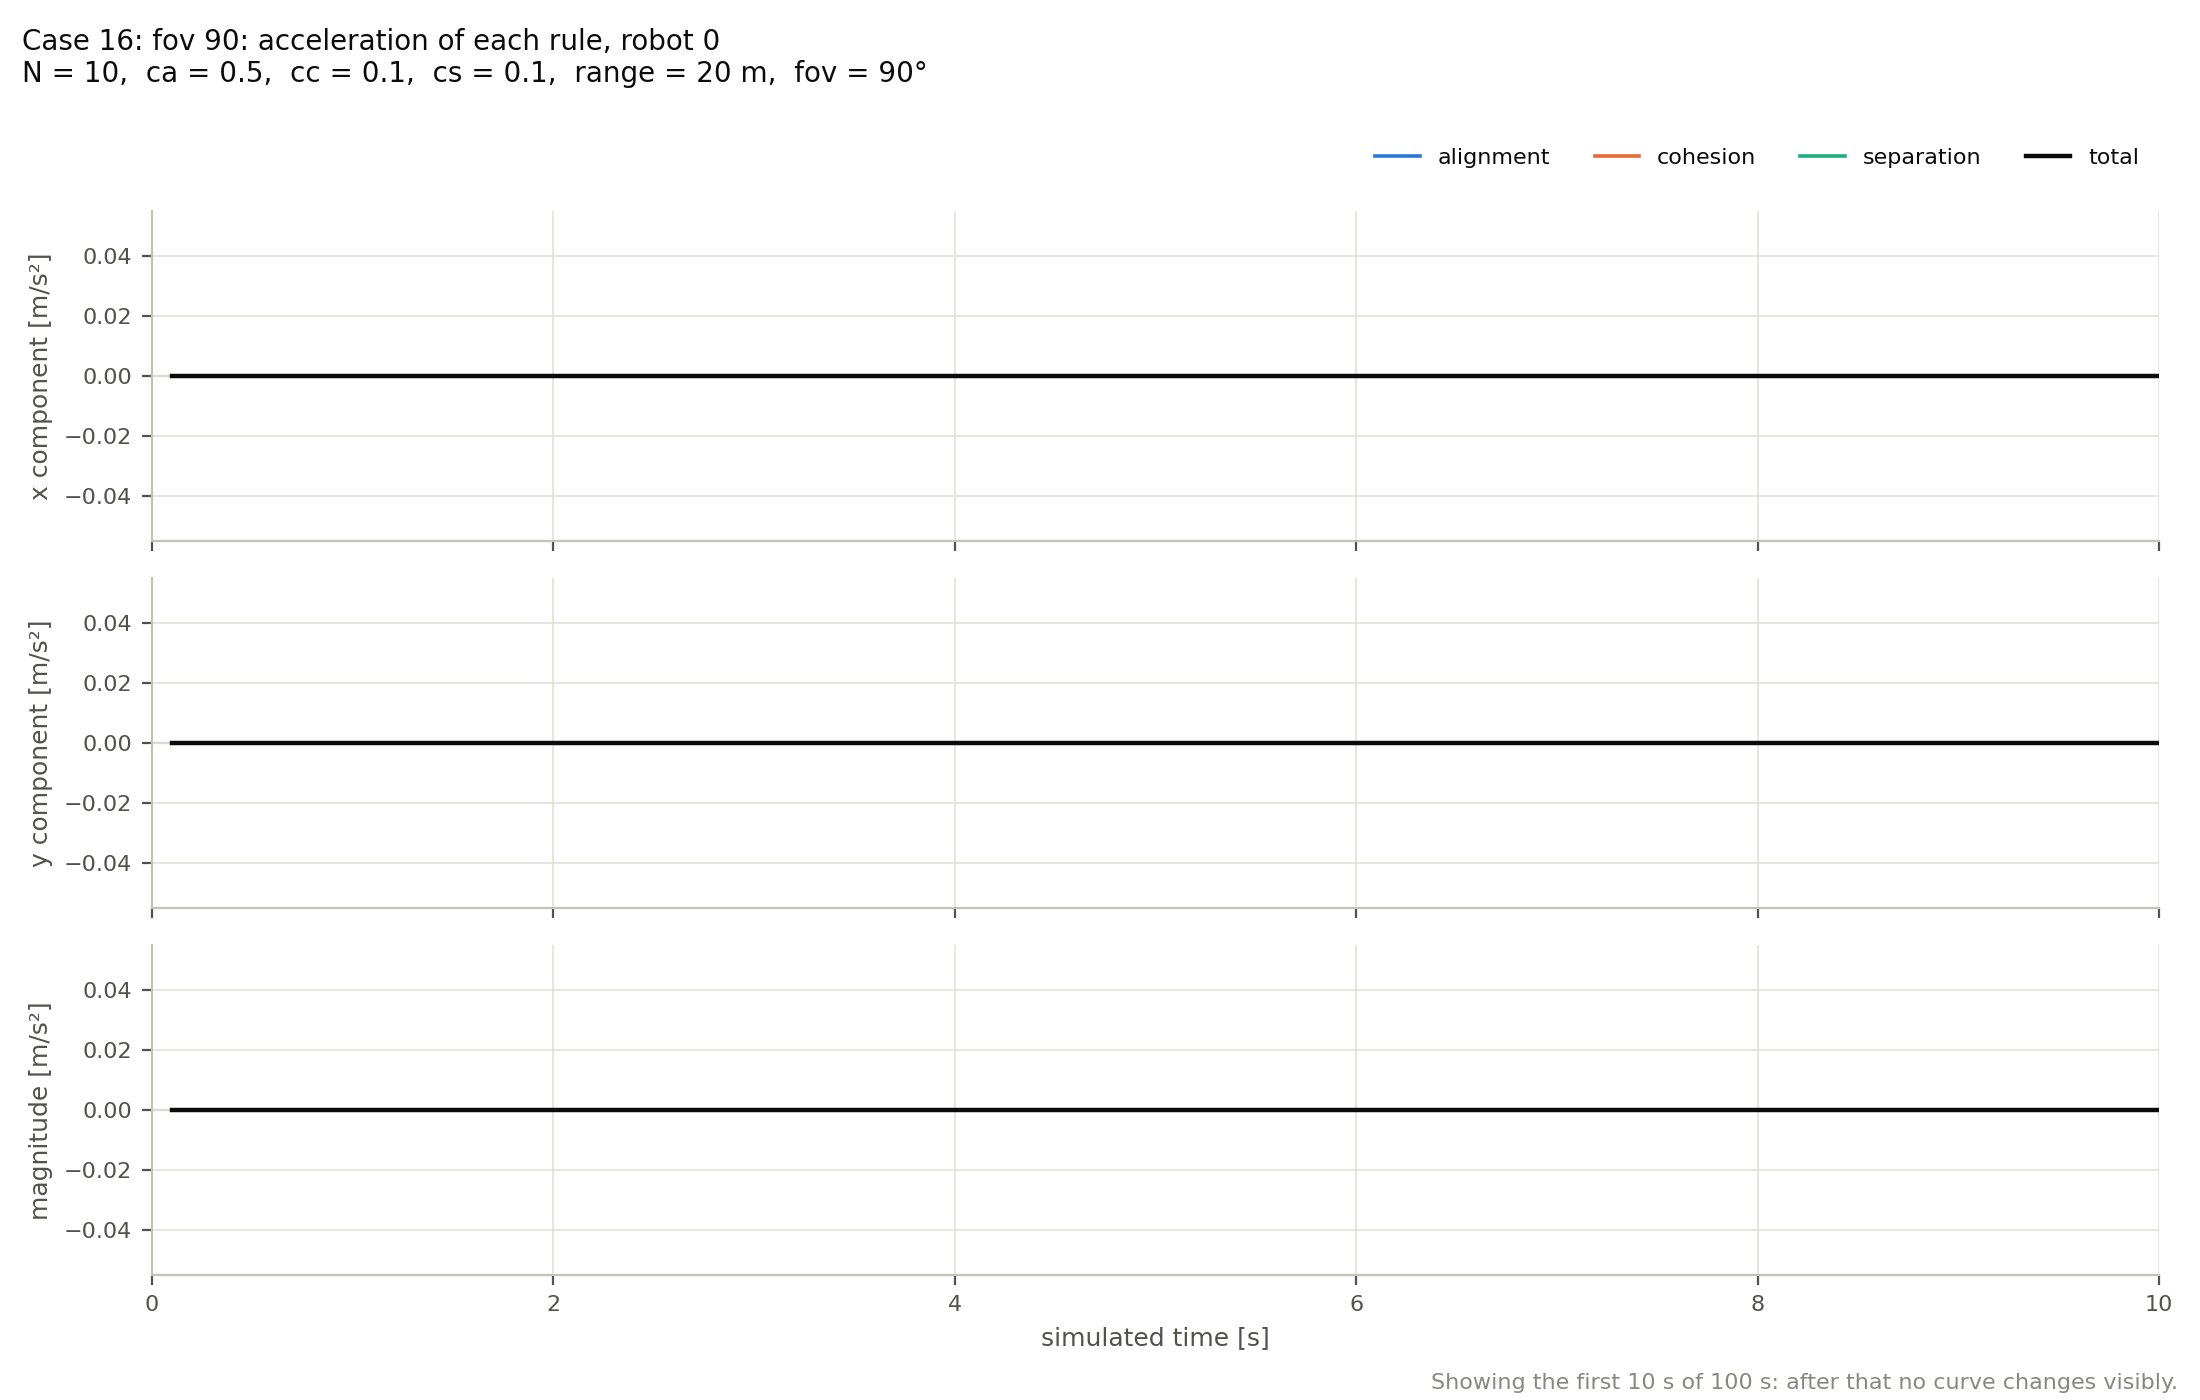 Case 16: fov 90: acceleration of each rule, robot 0
N = 10,  ca = 0.5,  cc = 0.1,  cs = 0.1,  range = 20 m,  fov = 90°
alignment
cohesion
separation
total
x component [m/s²]
0.04
0.02
0.00
−0.02
−0.04
y component [m/s²]
0.04
0.02
0.00
−0.02
−0.04
magnitude [m/s²]
0.04
0.02
0.00
−0.02
−0.04
0 2 4 6 8 10
simulated time [s]
Showing the first 10 s of 100 s: after that no curve changes visibly.